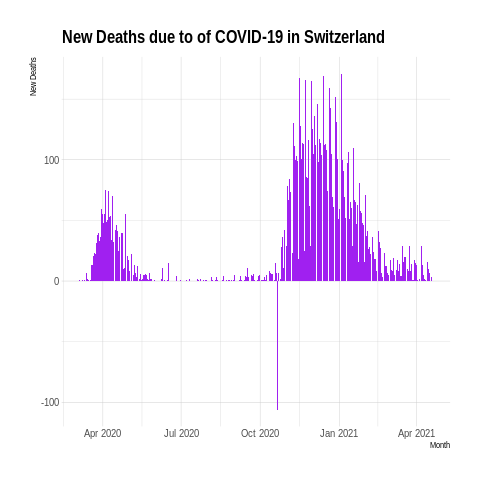 New Deaths due to of COVID-19 in Switzerland
New Deaths
100
0
-100
Apr 2020
Jul 2020
Oct 2020
Jan 2021
Apr 2021
Month